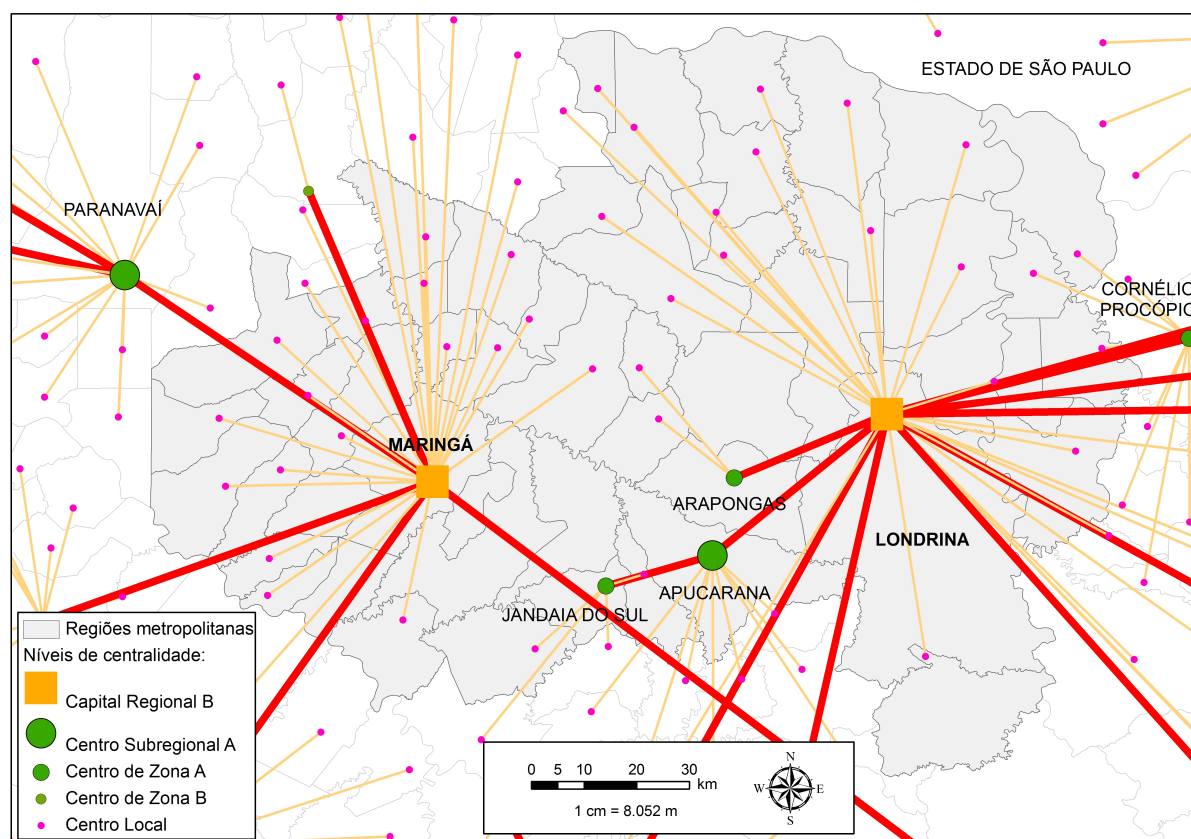 ESTADO DE SÃO PAULO
PARANAVAÍ
CORNÉLIO
PROCÓPIO
MARINGÁ
ARAPONGAS
LONDRINA
APUCARANA
JANDAIA DO SUL
Regiões metropolitanas
Níveis de centralidade:
Capital Regional B
Centro Subregional A
Centro de Zona A
Centro de Zona B
Centro Local
0 5 10 20 30
km
1 cm = 8.052 m
N
W E
S